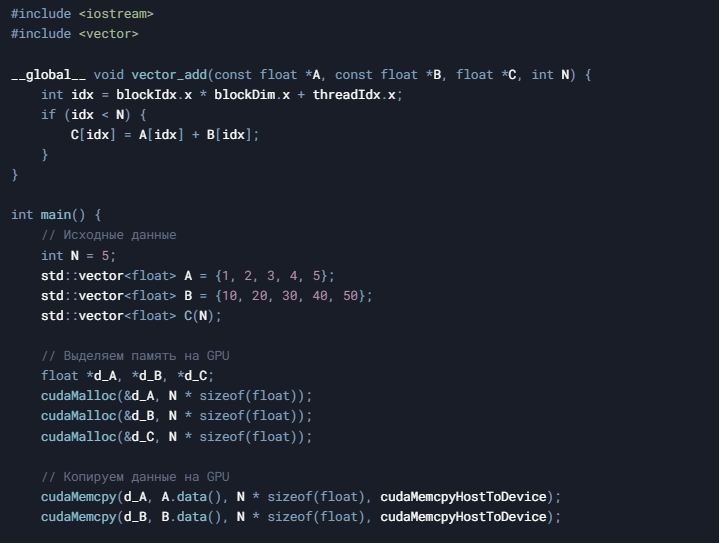 #include <iostream>
#include <vector>
__global__ void vector_add(const float *A, const float *B, float *C, int N) {
    int idx = blockIdx.x * blockDim.x + threadIdx.x;
    if (idx < N) {
        C[idx] = A[idx] + B[idx];
    }
}
int main() {
    // Исходные данные
    int N = 5;
    std::vector<float> A = {1, 2, 3, 4, 5};
    std::vector<float> B = {10, 20, 30, 40, 50};
    std::vector<float> C(N);
    // Выделяем память на GPU
    float *d_A, *d_B, *d_C;
    cudaMalloc(&d_A, N * sizeof(float));
    cudaMalloc(&d_B, N * sizeof(float));
    cudaMalloc(&d_C, N * sizeof(float));
    // Копируем данные на GPU
    cudaMemcpy(d_A, A.data(), N * sizeof(float), cudaMemcpyHostToDevice);
    cudaMemcpy(d_B, B.data(), N * sizeof(float), cudaMemcpyHostToDevice);